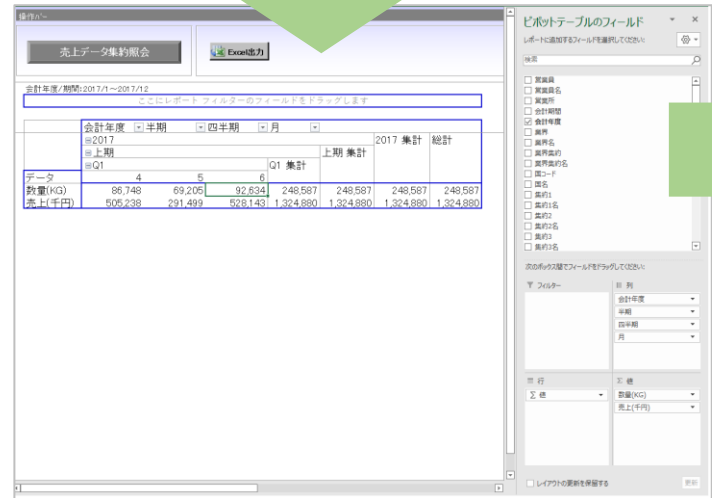 操作バー
売上データ集約照会
Excel出力
会計年度/期間:2017/1～2017/12
ここにレポート フィルターのフィールドをドラッグします
会計年度 半期 四半期 月
2017 2017 集計 総計
上期 上期 集計
Q1 Q1 集計
データ 4 5 6
数量(KG) 86,748 69,205 92,634 248,587 248,587 248,587 248,587
売上(千円) 505,238 291,499 528,143 1,324,880 1,324,880 1,324,880 1,324,880
ピボットテーブルのフィールド
レポートに追加するフィールドを選択してください:
検索
営業員
営業員名
営業所
会計期間
会計年度
業界
業界名
業界集約
業界集約名
国コード
国名
集約1
集約1名
集約2
集約2名
集約3
集約3名
次のボックス間でフィールドをドラッグしてください:
フィルター
列
会計年度
半期
四半期
月
行
Σ 値
Σ 値
数量(KG)
売上(千円)
レイアウトの更新を保留する
更新